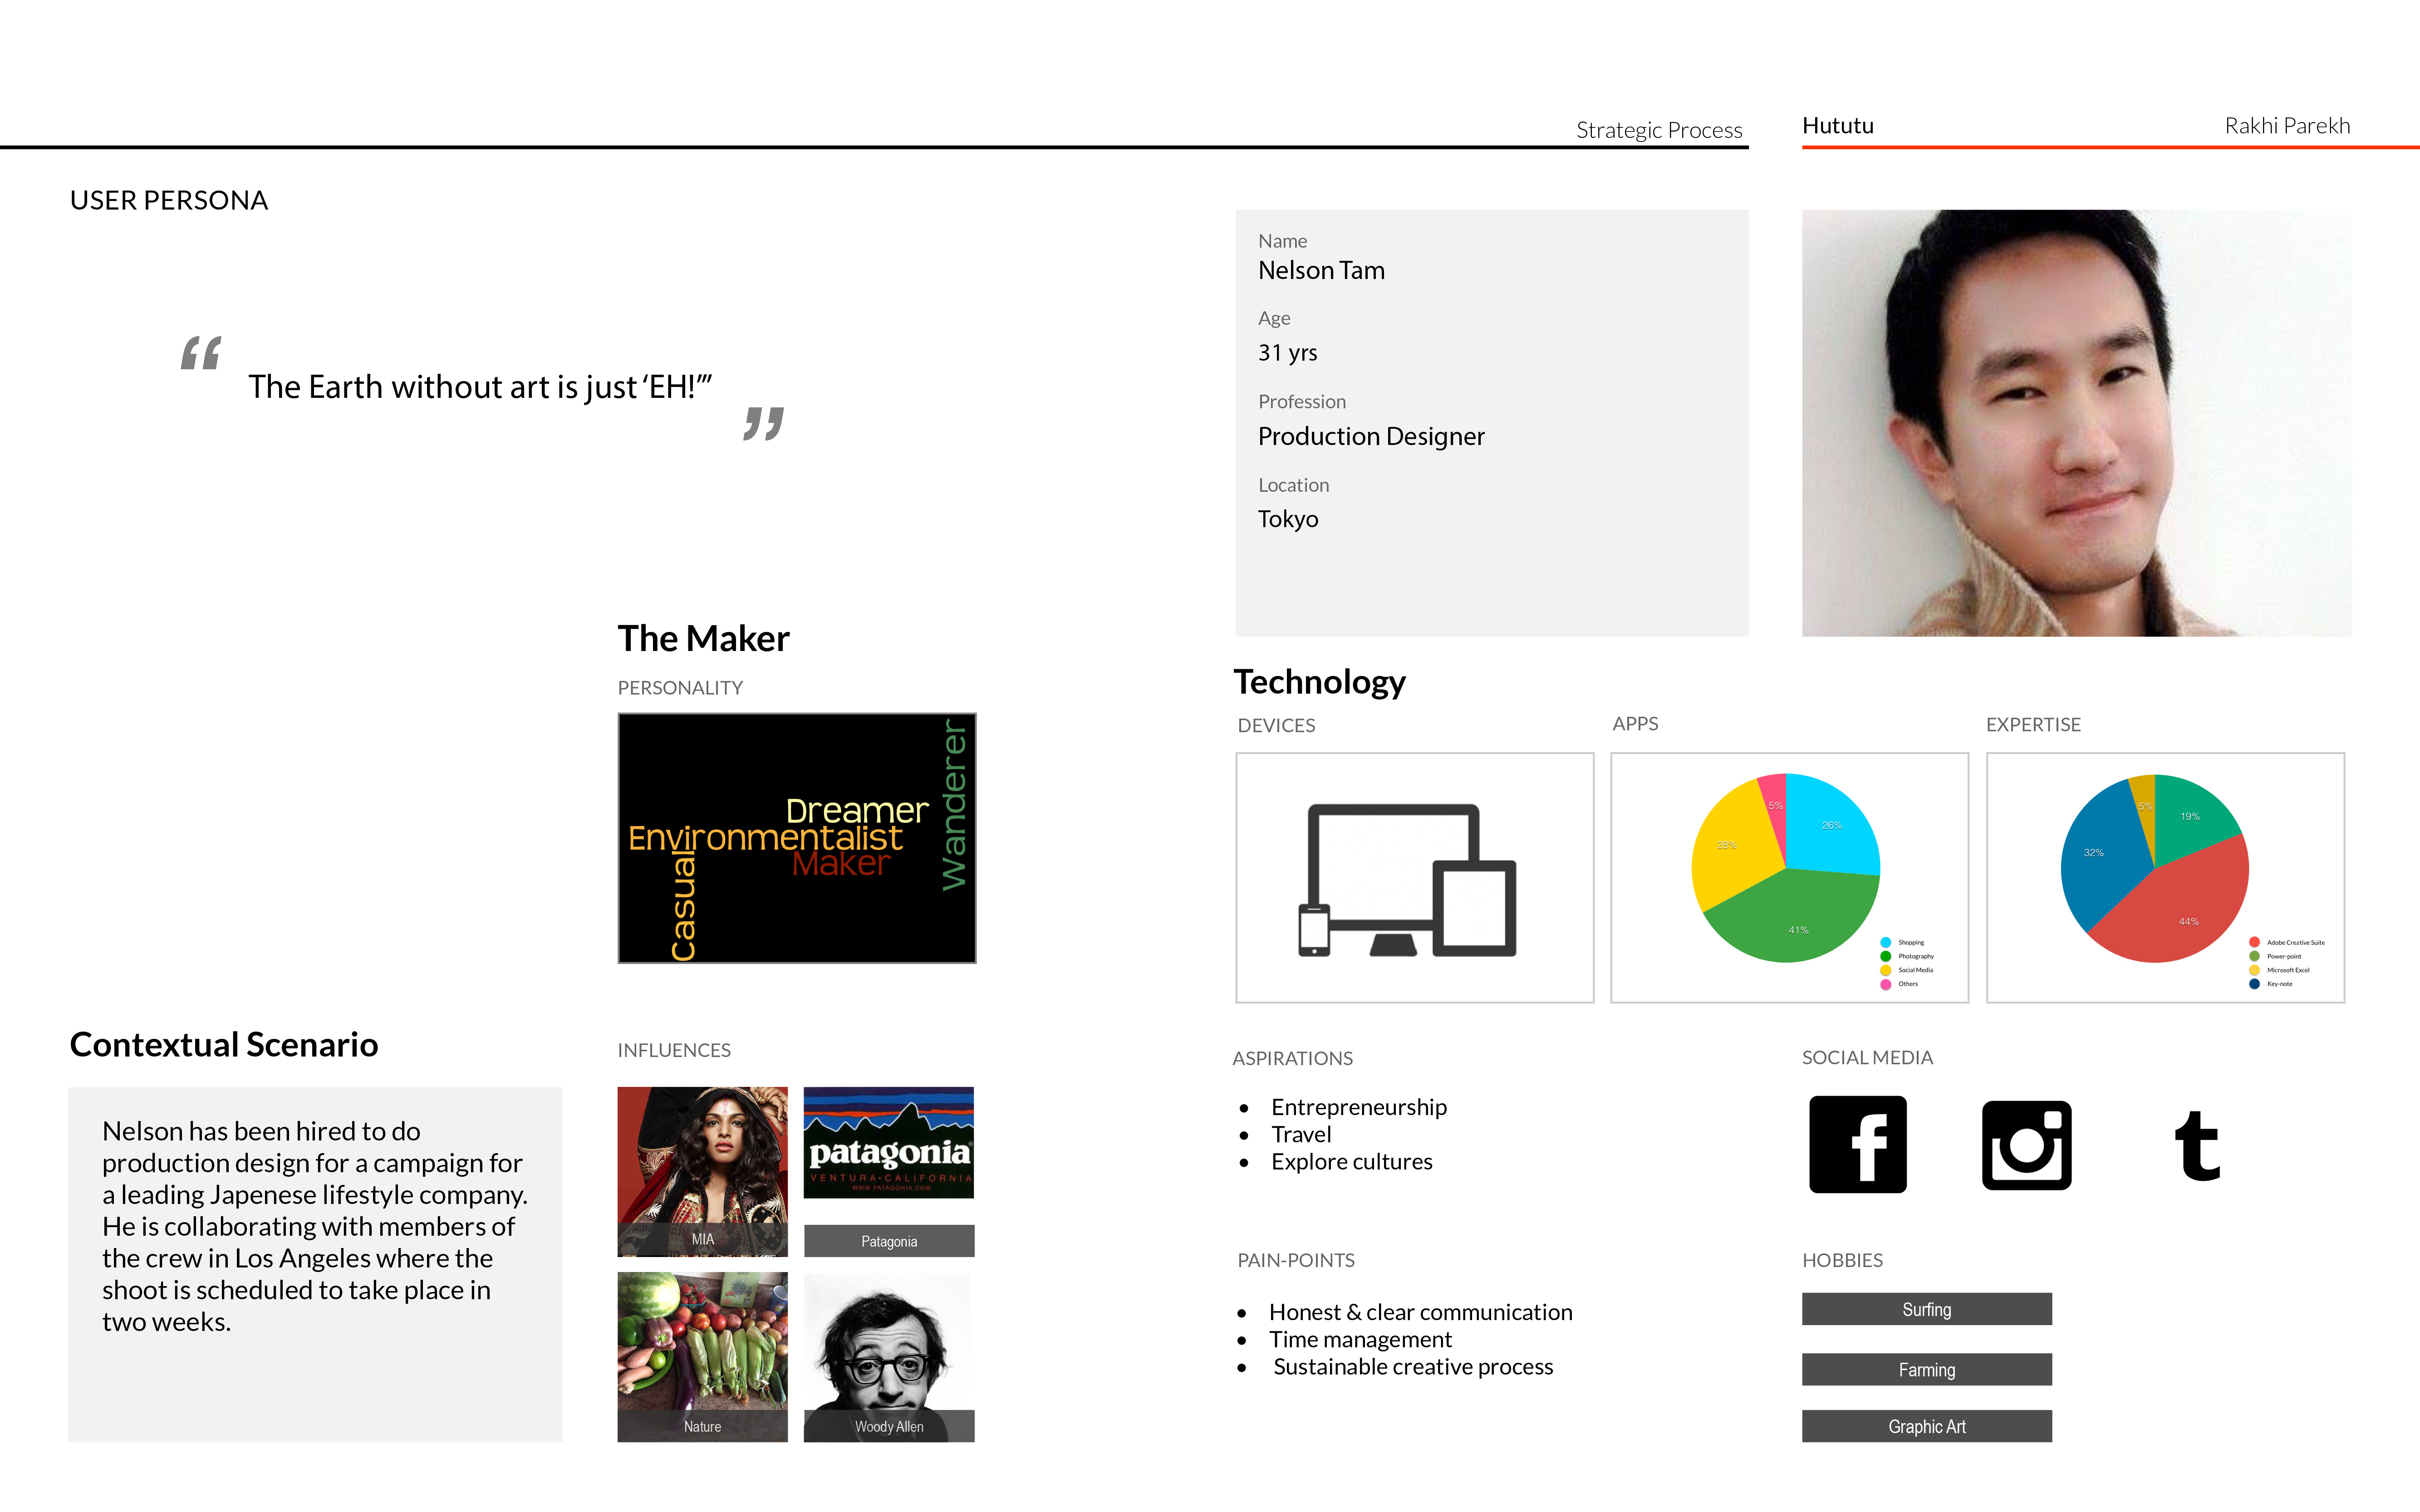 Strategic Process
Hututu
Rakhi Parekh
USER PERSONA
“
The Earth without art is just ‘EH!’”
”
Name
Nelson Tam
Age
31 yrs
Profession
Production Designer
Location
Tokyo
The Maker
PERSONALITY
Dreamer
Environmentalist
Maker
Casual
Wanderer
Technology
DEVICES
APPS
5%
26%
28%
41%
Shopping
Photography
Social Media
Others
EXPERTISE
5%
19%
32%
44%
Adobe Creative Suite
Power-point
Microsoft Excel
Key-note
Contextual Scenario
Nelson has been hired to do
production design for a campaign for
a leading Japenese lifestyle company.
He is collaborating with members of
the crew in Los Angeles where the
shoot is scheduled to take place in
two weeks.
INFLUENCES
MIA
patagonia
VENTURA•CALIFORNIA
WWW.PATAGONIA.COM
Patagonia
Nature
Woody Allen
ASPIRATIONS
• Entrepreneurship
• Travel
• Explore cultures
SOCIAL MEDIA
f
t
PAIN-POINTS
• Honest & clear communication
• Time management
• Sustainable creative process
HOBBIES
Surfing
Farming
Graphic Art